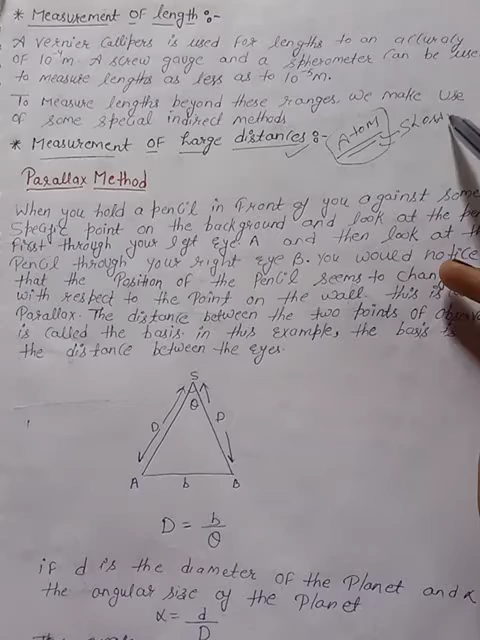 * Measurement of length :-
A Vernier Callipers is used for lengths to an accuracy
of 10⁻⁴m. A screw gauge and a spherometer can be use
to measure lengths as less as to 10⁻⁵m.
To measure lengths beyond these ranges, we make use
of some special indirect methods
* Measurement of Large distances :-
Atom
Parallax Method
When you hold a pencil in front of you against some
Specific point on the background and look at the pen
first through your lgt Eye A and then look at th
Pencil through your right eye B. You would notice
that the Position of the Pencil seems to chang
with respect to the Point on the wall. this is
Parallax. The distance between the two points of observ
is called the basis. in this Example, the basis is
the distance between the Eyes.
S
θ
D D
A b B
D = b/θ
if d is the diameter of the Planet and α
the angular size of the Planet
α = d/D